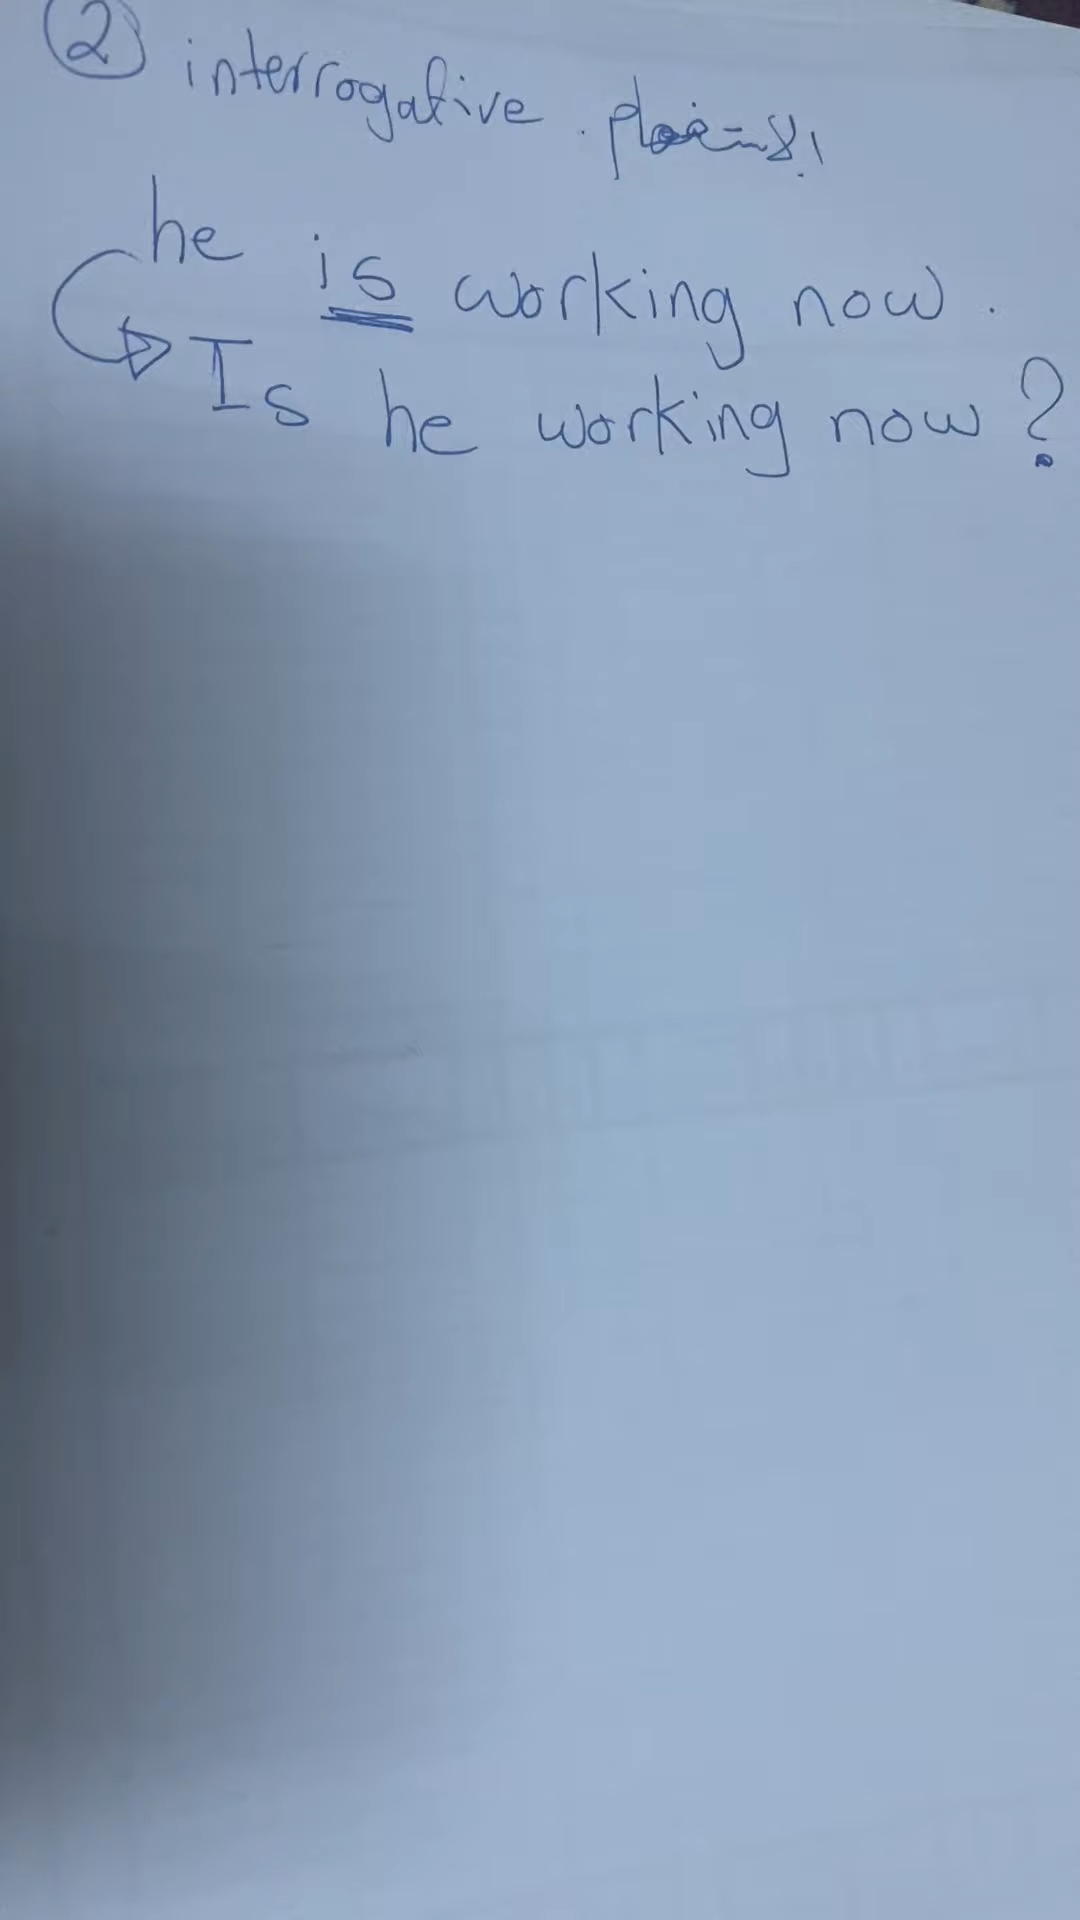 ② interrogative.
he is working now.
Is he working now?